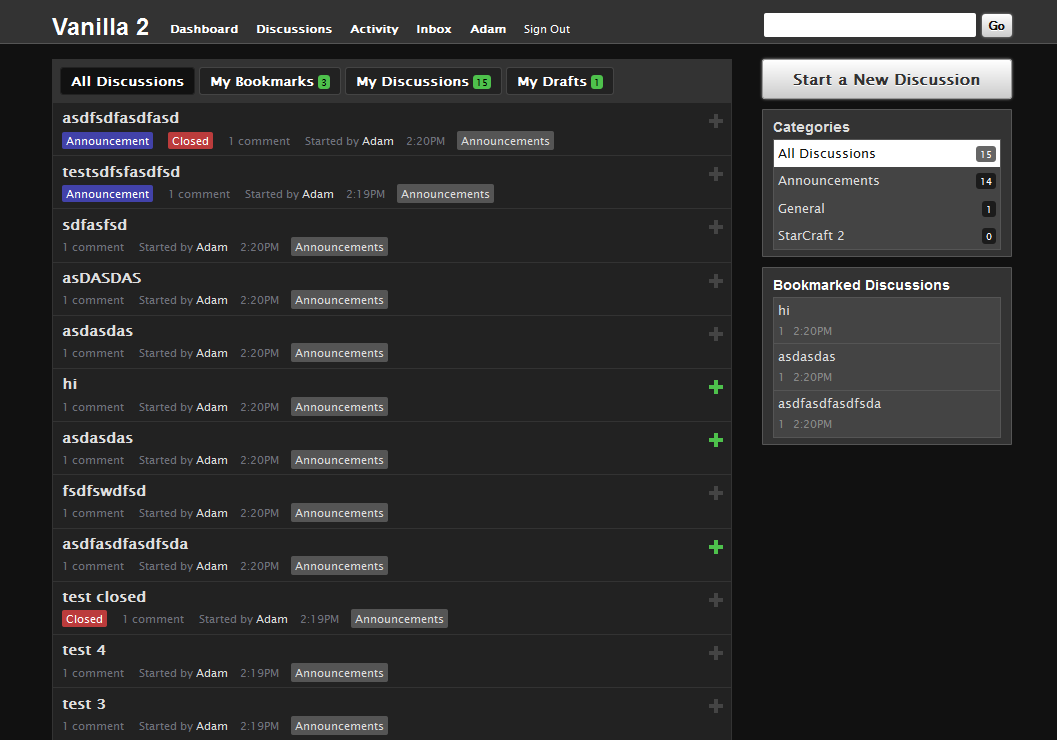 Vanilla 2 Dashboard Discussions Activity Inbox Adam Sign Out Go
All Discussions My Bookmarks 3 My Discussions 15 My Drafts 1
asdfsdfasdfasd
Announcement Closed 1 comment Started by Adam 2:20PM Announcements
testsdfsfasdfsd
Announcement 1 comment Started by Adam 2:19PM Announcements
sdfasfsd
1 comment Started by Adam 2:20PM Announcements
asDASDAS
1 comment Started by Adam 2:20PM Announcements
asdasdas
1 comment Started by Adam 2:20PM Announcements
hi
1 comment Started by Adam 2:20PM Announcements
asdasdas
1 comment Started by Adam 2:20PM Announcements
fsdfswdfsd
1 comment Started by Adam 2:20PM Announcements
asdfasdfasdfsda
1 comment Started by Adam 2:20PM Announcements
test closed
Closed 1 comment Started by Adam 2:19PM Announcements
test 4
1 comment Started by Adam 2:19PM Announcements
test 3
1 comment Started by Adam 2:19PM Announcements
Start a New Discussion
Categories
All Discussions 15
Announcements 14
General 1
StarCraft 2 0
Bookmarked Discussions
hi
1 2:20PM
asdasdas
1 2:20PM
asdfasdfasdfsda
1 2:20PM